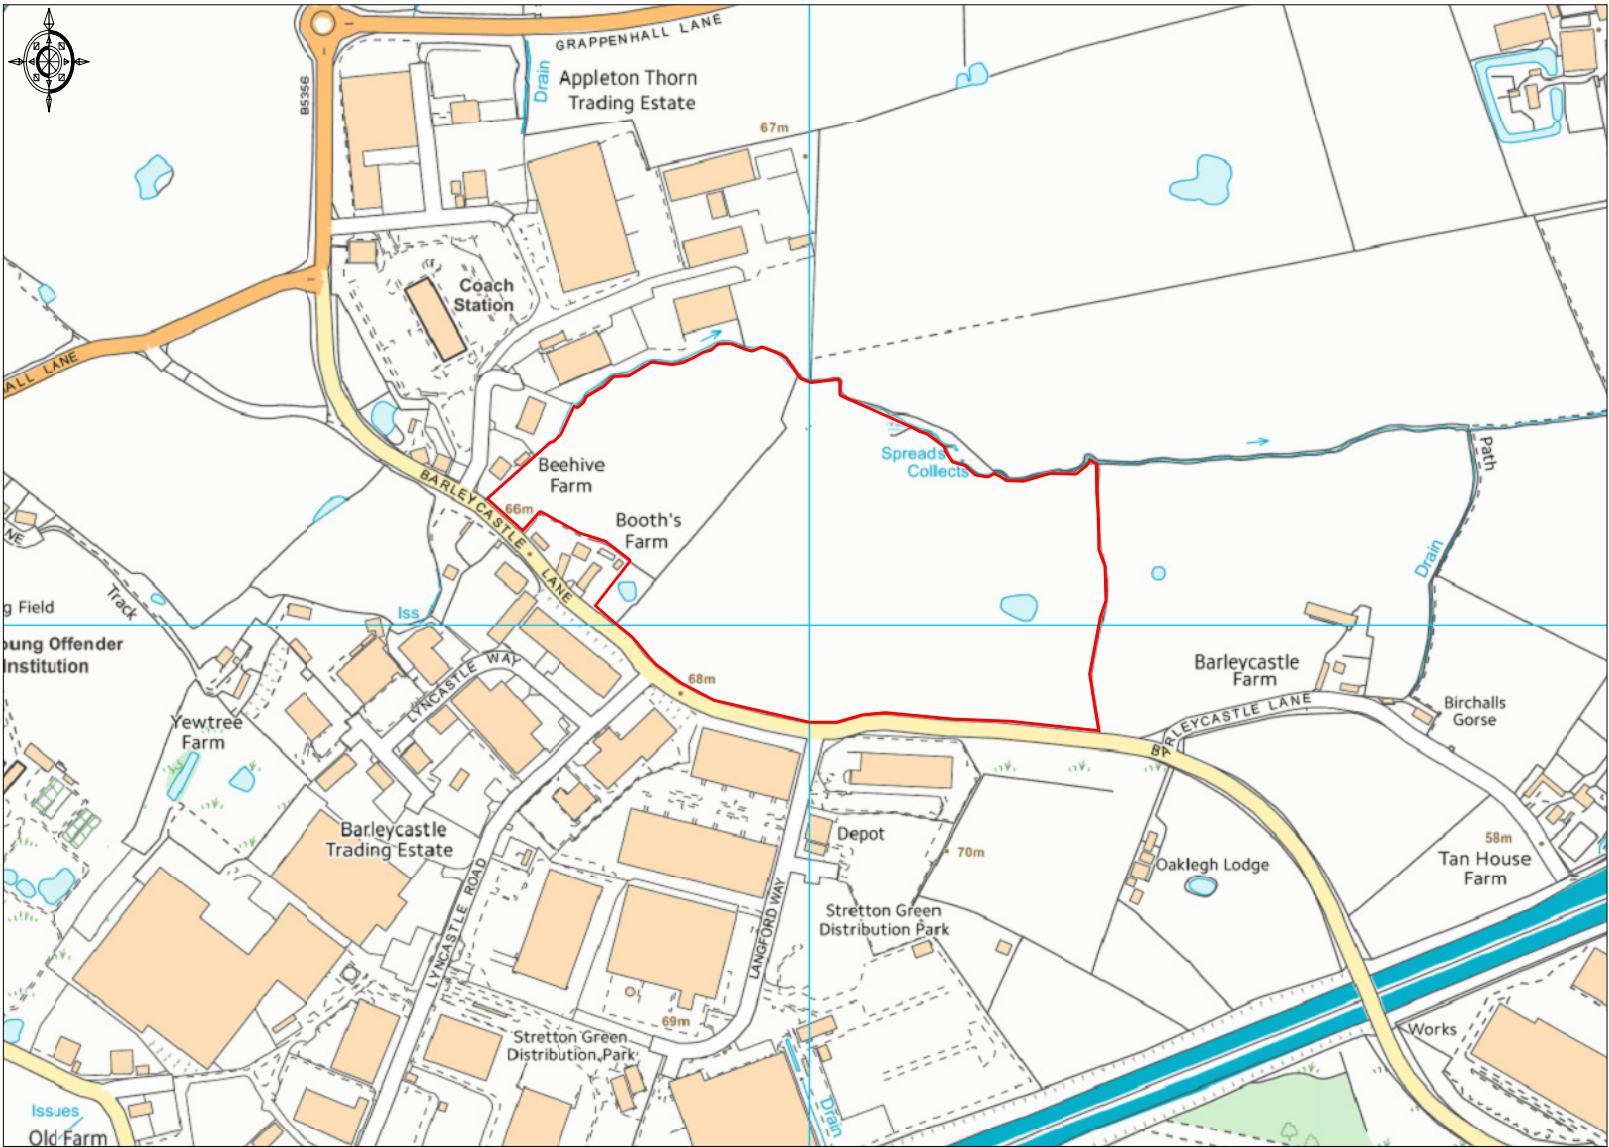 GRAPPENHALL LANE
B5356
Drain
Appleton Thorn
Trading Estate
67m
Coach
Station
ALL LANE
Beehive
Farm
BARLEYCASTLE LANE
66m
Booth's
Farm
Spreads
Collects
Path
Drain
NE
Track
g Field
Iss
oung Offender
Institution
LYNCASTLE WAY
68m
Barleycastle
Farm
BARLEYCASTLE LANE
Birchalls
Gorse
Yewtree
Farm
Barleycastle
Trading Estate
Depot
70m
Oaklegh Lodge
58m
Tan House
Farm
LYNCASTLE ROAD
LANGFORD WAY
Stretton Green
Distribution Park
69m
Stretton Green
Distribution Park
Works
Issues
Old Farm
Drain